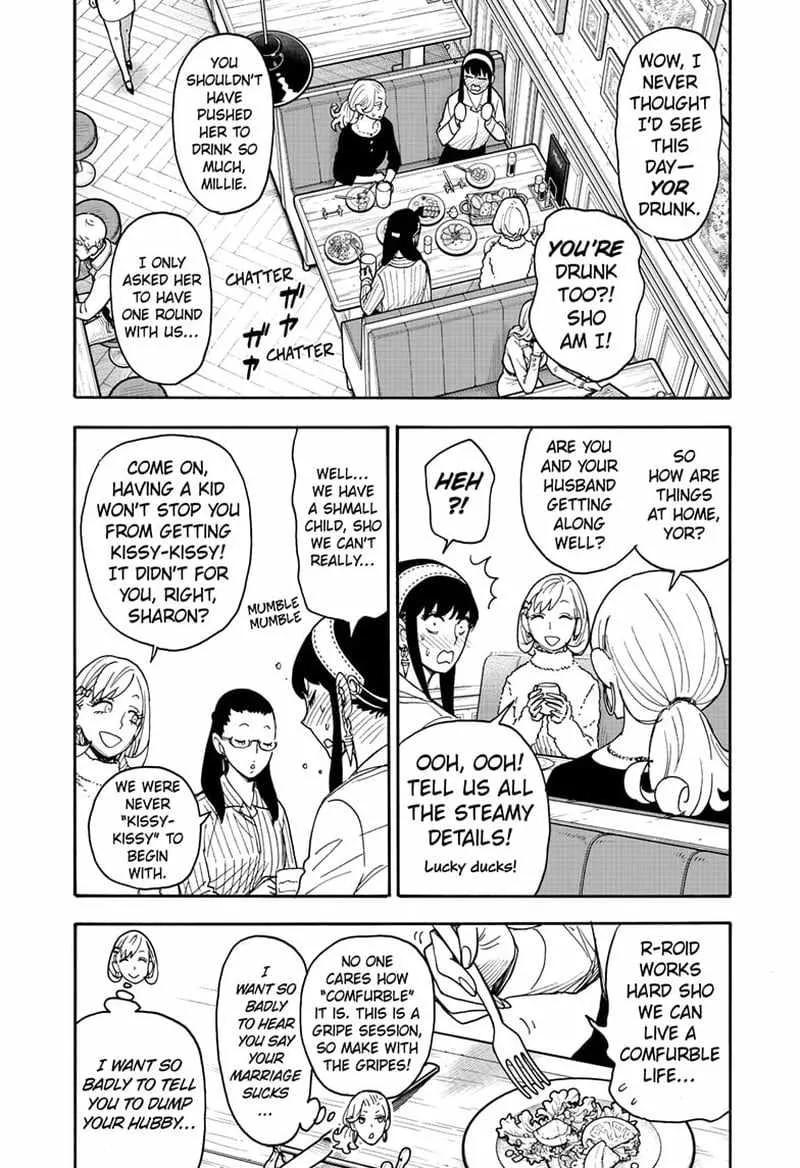 WOW, I
NEVER
THOUGHT
I'D SEE
THIS
DAY—
YOR
DRUNK.
YOU
SHOULDN'T
HAVE
PUSHED
HER TO
DRINK SO
MUCH,
MILLIE.
YOU'RE
DRUNK
TOO?!
SHO
AM I!
I ONLY
ASKED HER
TO HAVE
ONE ROUND
WITH US...
CHATTER
ガヤガ
CHATTER
SO
HOW ARE
THINGS
AT HOME,
YOR?
ARE YOU
AND YOUR
HUSBAND
GETTING
ALONG
WELL?
HEH
?!
OOH, OOH!
TELL US ALL
THE STEAMY
DETAILS!
Lucky ducks!
WELL...
WE HAVE
A SHMALL
CHILD, SHO
WE CAN'T
REALLY...
MUMBLE
MUMBLE
COME ON,
HAVING A KID
WON'T STOP YOU
FROM GETTING
KISSY-KISSY!
IT DIDN'T FOR
YOU, RIGHT,
SHARON?
WE WERE
NEVER
"KISSY-
KISSY" TO
BEGIN
WITH.
R-ROID
WORKS
HARD SHO
WE CAN
LIVE A
COMFURBLE
LIFE...
NO ONE
CARES HOW
"COMFURBLE"
IT IS. THIS IS A
GRIPE SESSION,
SO MAKE WITH
THE GRIPES!
I
WANT SO
BADLY
TO HEAR
YOU SAY
YOUR
MARRIAGE
SUCKS
...
I WANT SO
BADLY TO TELL
YOU TO DUMP
YOUR HUBBY...